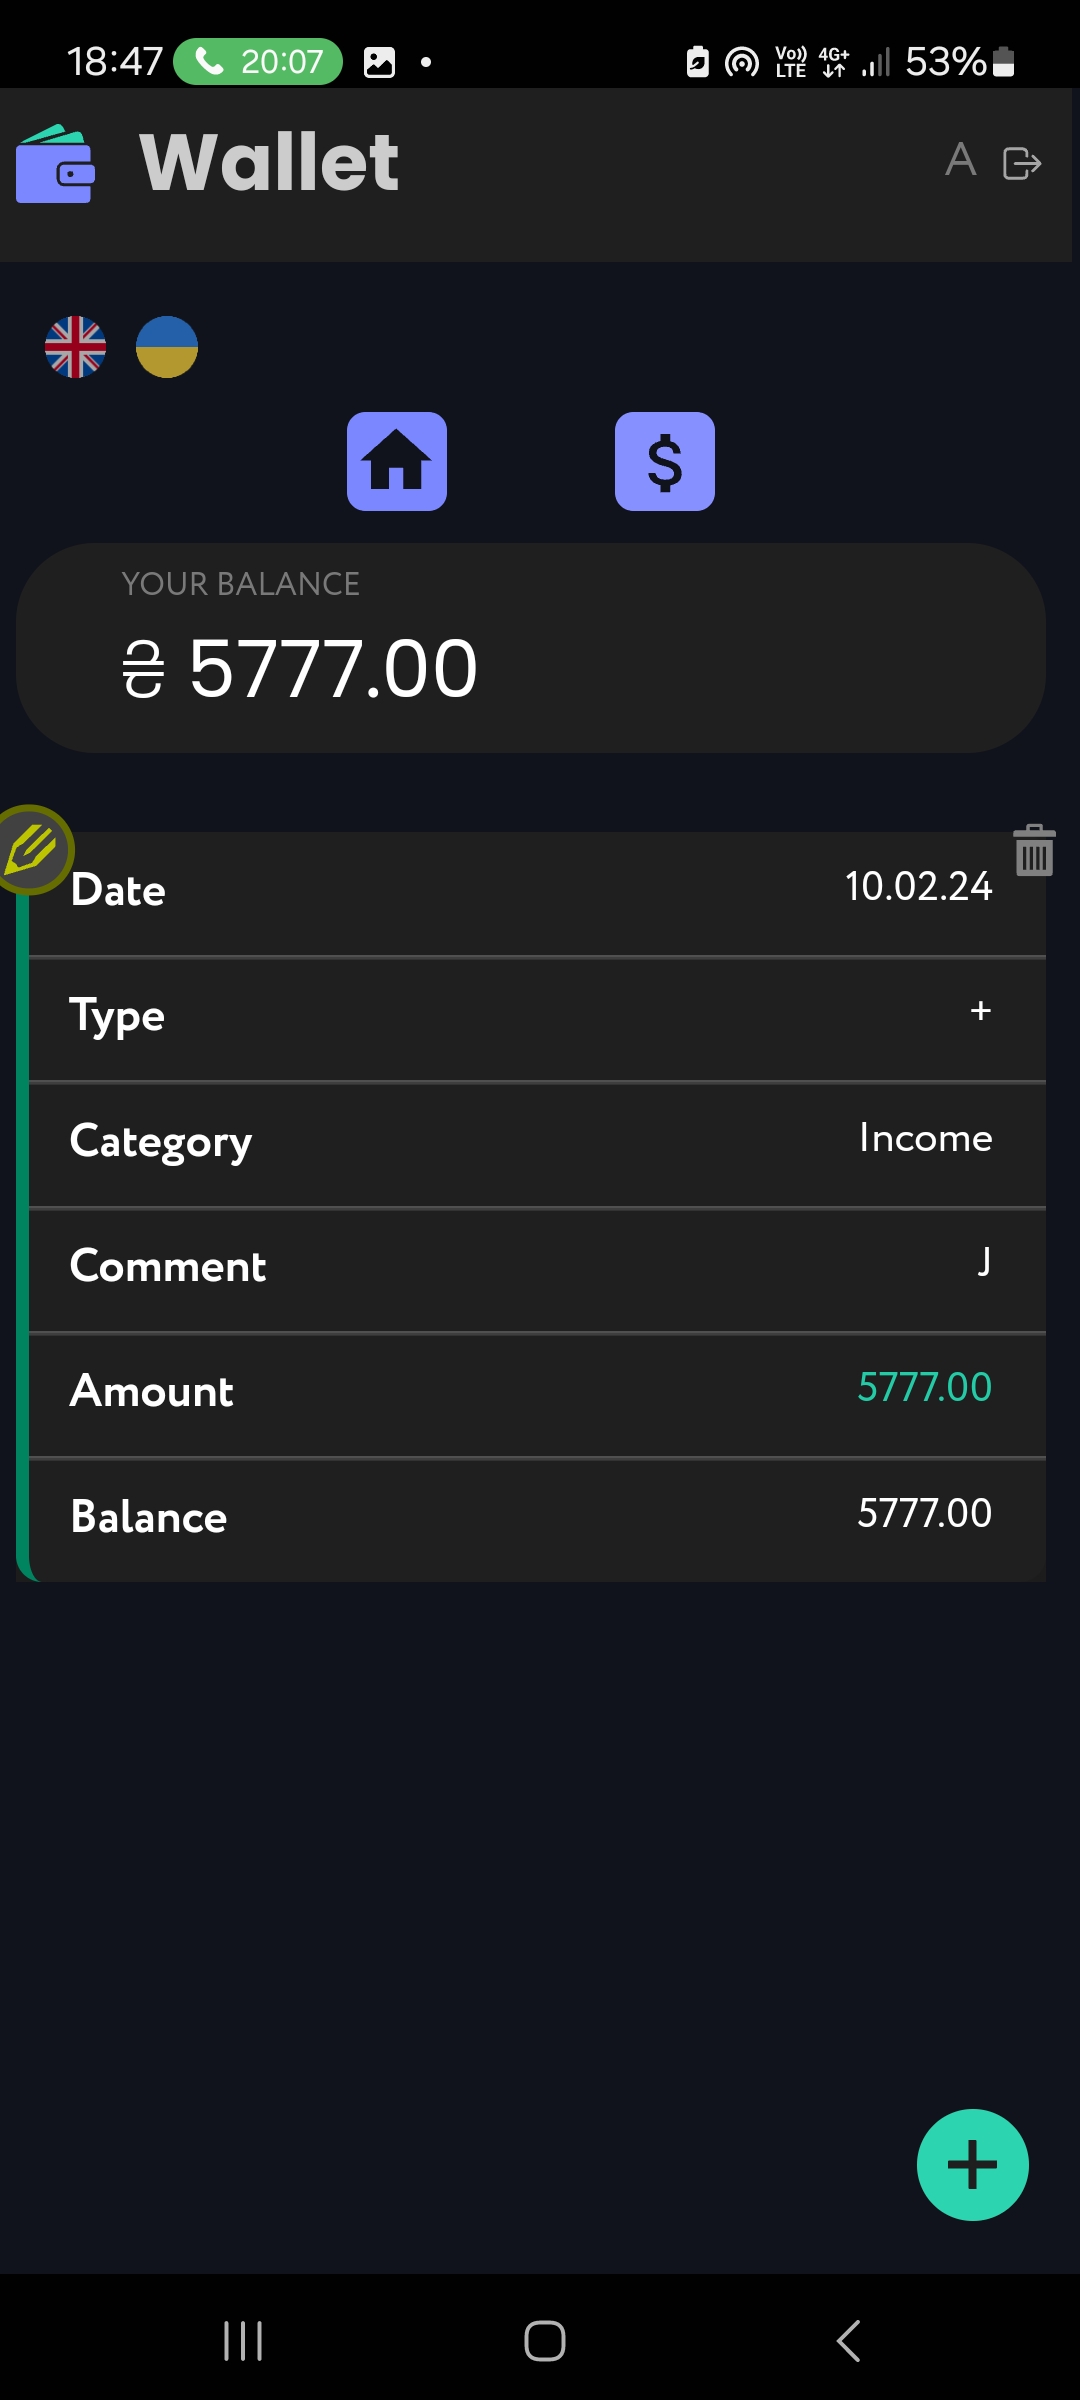 18:47 20:07 Vo)) LTE 4G+ 53%
Wallet A
$
YOUR BALANCE
₴ 5777.00
Date 10.02.24
Type +
Category Income
Comment J
Amount 5777.00
Balance 5777.00